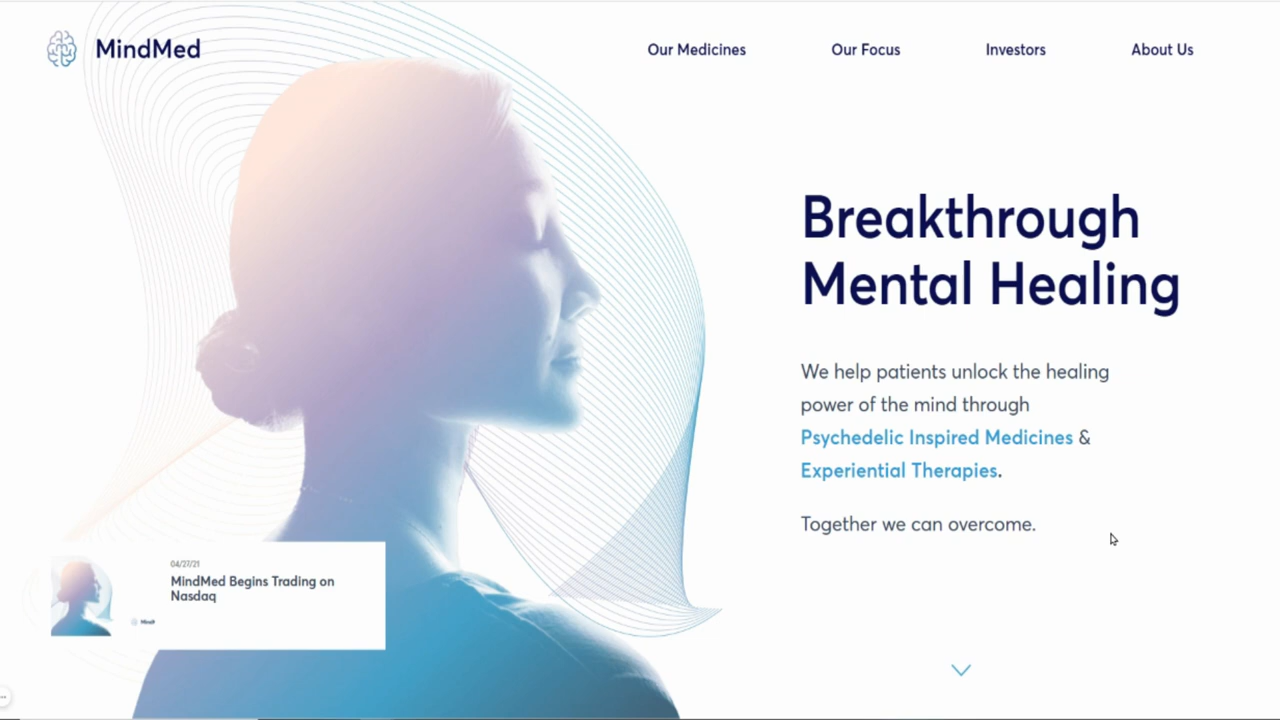 MindMed
Our Medicines
Our Focus
Investors
About Us
Breakthrough
Mental Healing
We help patients unlock the healing
power of the mind through
Psychedelic Inspired Medicines &
Experiential Therapies.
Together we can overcome.
04/27/21
MindMed Begins Trading on
Nasdaq